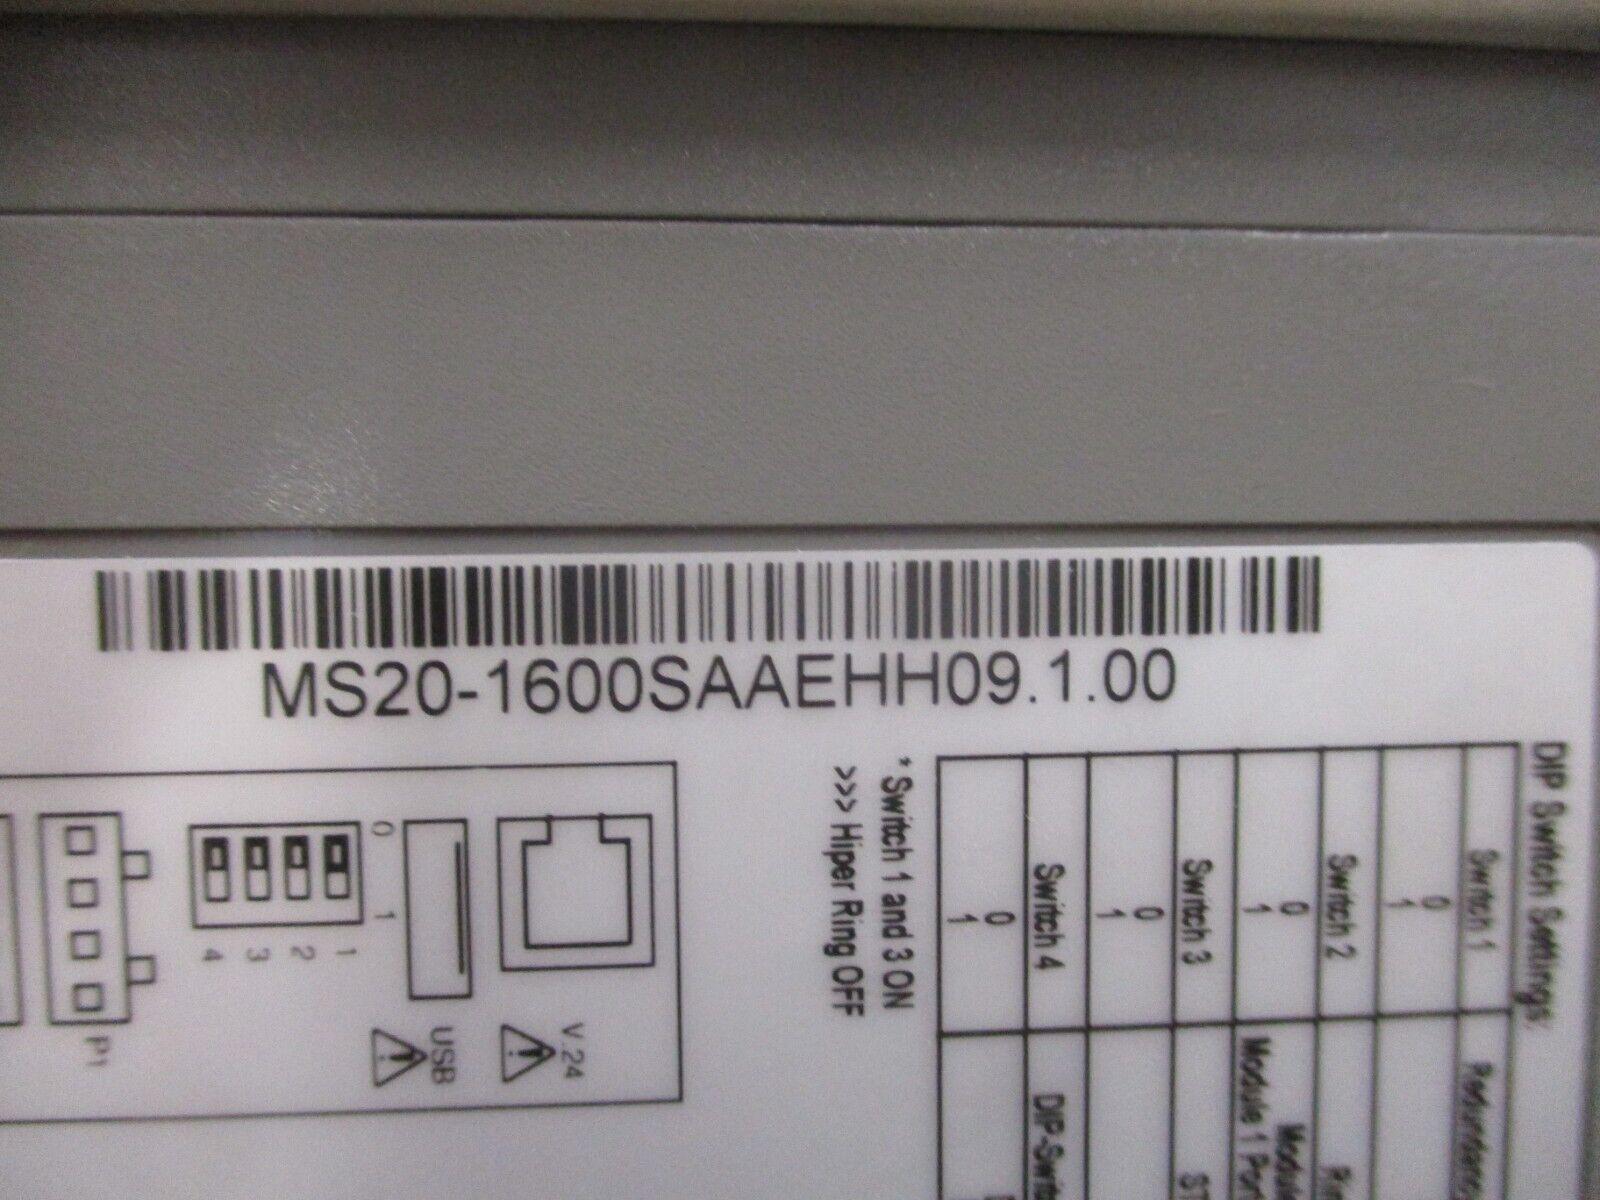 MS20-1600SAAEHH09.1.00
DIP Switch Settings:
Switch 1
0
1
Switch 2
0
1
Module 1
Switch 3
0
1
Switch 4
0
1
* Switch 1 and 3 ON
>>> Hiper Ring OFF
V.24
USB
0
1
1
2
3
4
P1